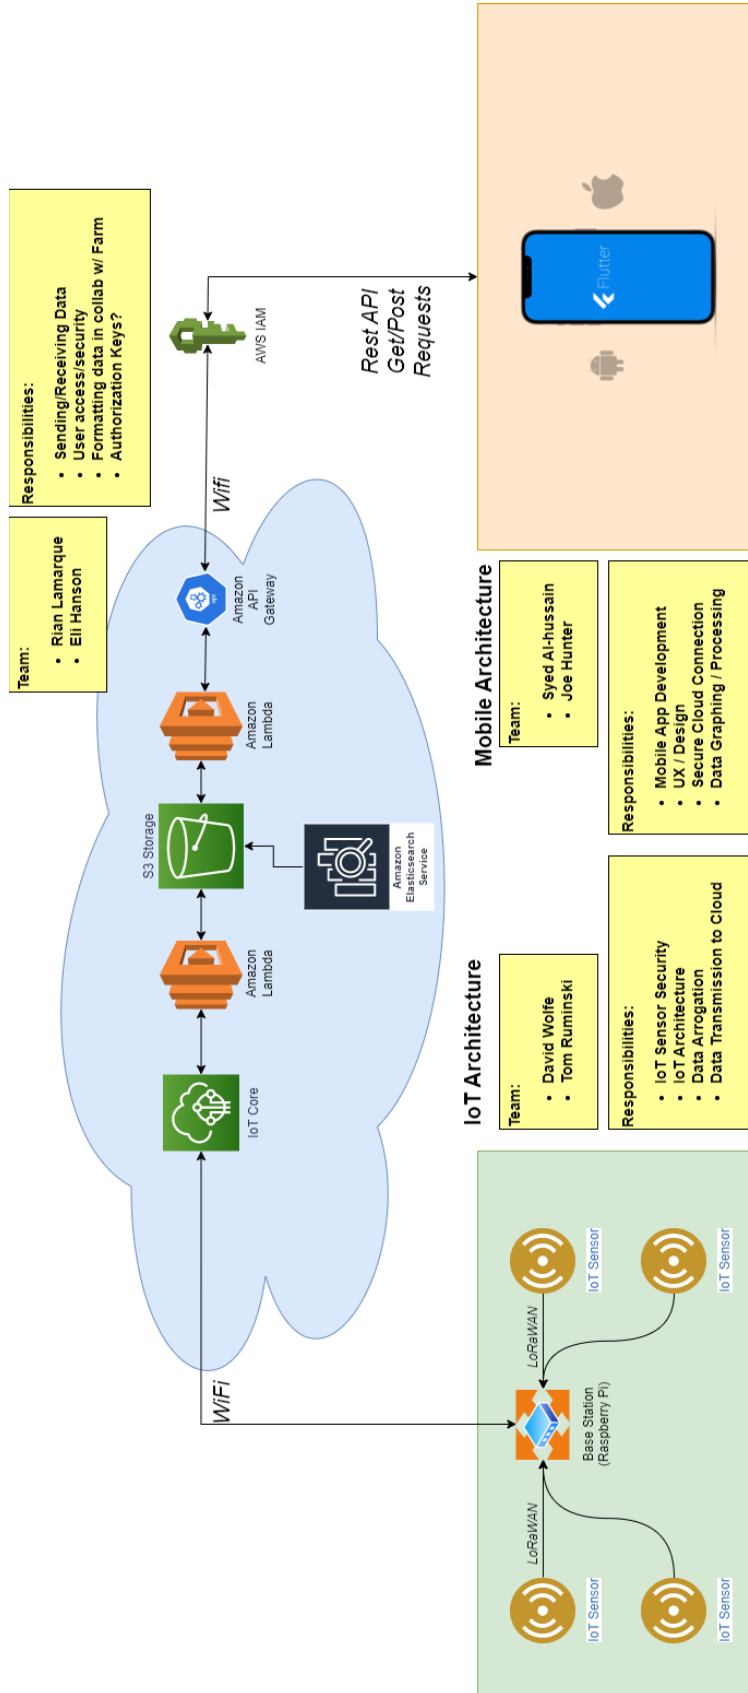 Team:
• Rian Lamarque
• Eli Hanson
Responsibilities:
• Sending/Receiving Data
• User access/security
• Formatting data in collab w/ Farm
• Authorization Keys?
WiFi
IoT Core
Amazon
Lambda
S3 Storage
Amazon
Elasticsearch
Service
Amazon
Lambda
api
Amazon
API
Gateway
Wifi
AWS IAM
Rest API
Get/Post
Requests
IoT Sensor
IoT Sensor
LoRaWAN
Base Station
(Raspberry Pi)
LoRaWAN
IoT Sensor
IoT Sensor
IoT Architecture
Team:
• David Wolfe
• Tom Ruminski
Responsibilities:
• IoT Sensor Security
• IoT Architecture
• Data Arrogation
• Data Transmission to Cloud
Mobile Architecture
Team:
• Syed Al-hussain
• Joe Hunter
Responsibilities:
• Mobile App Development
• UX / Design
• Secure Cloud Connection
• Data Graphing / Processing
Flutter